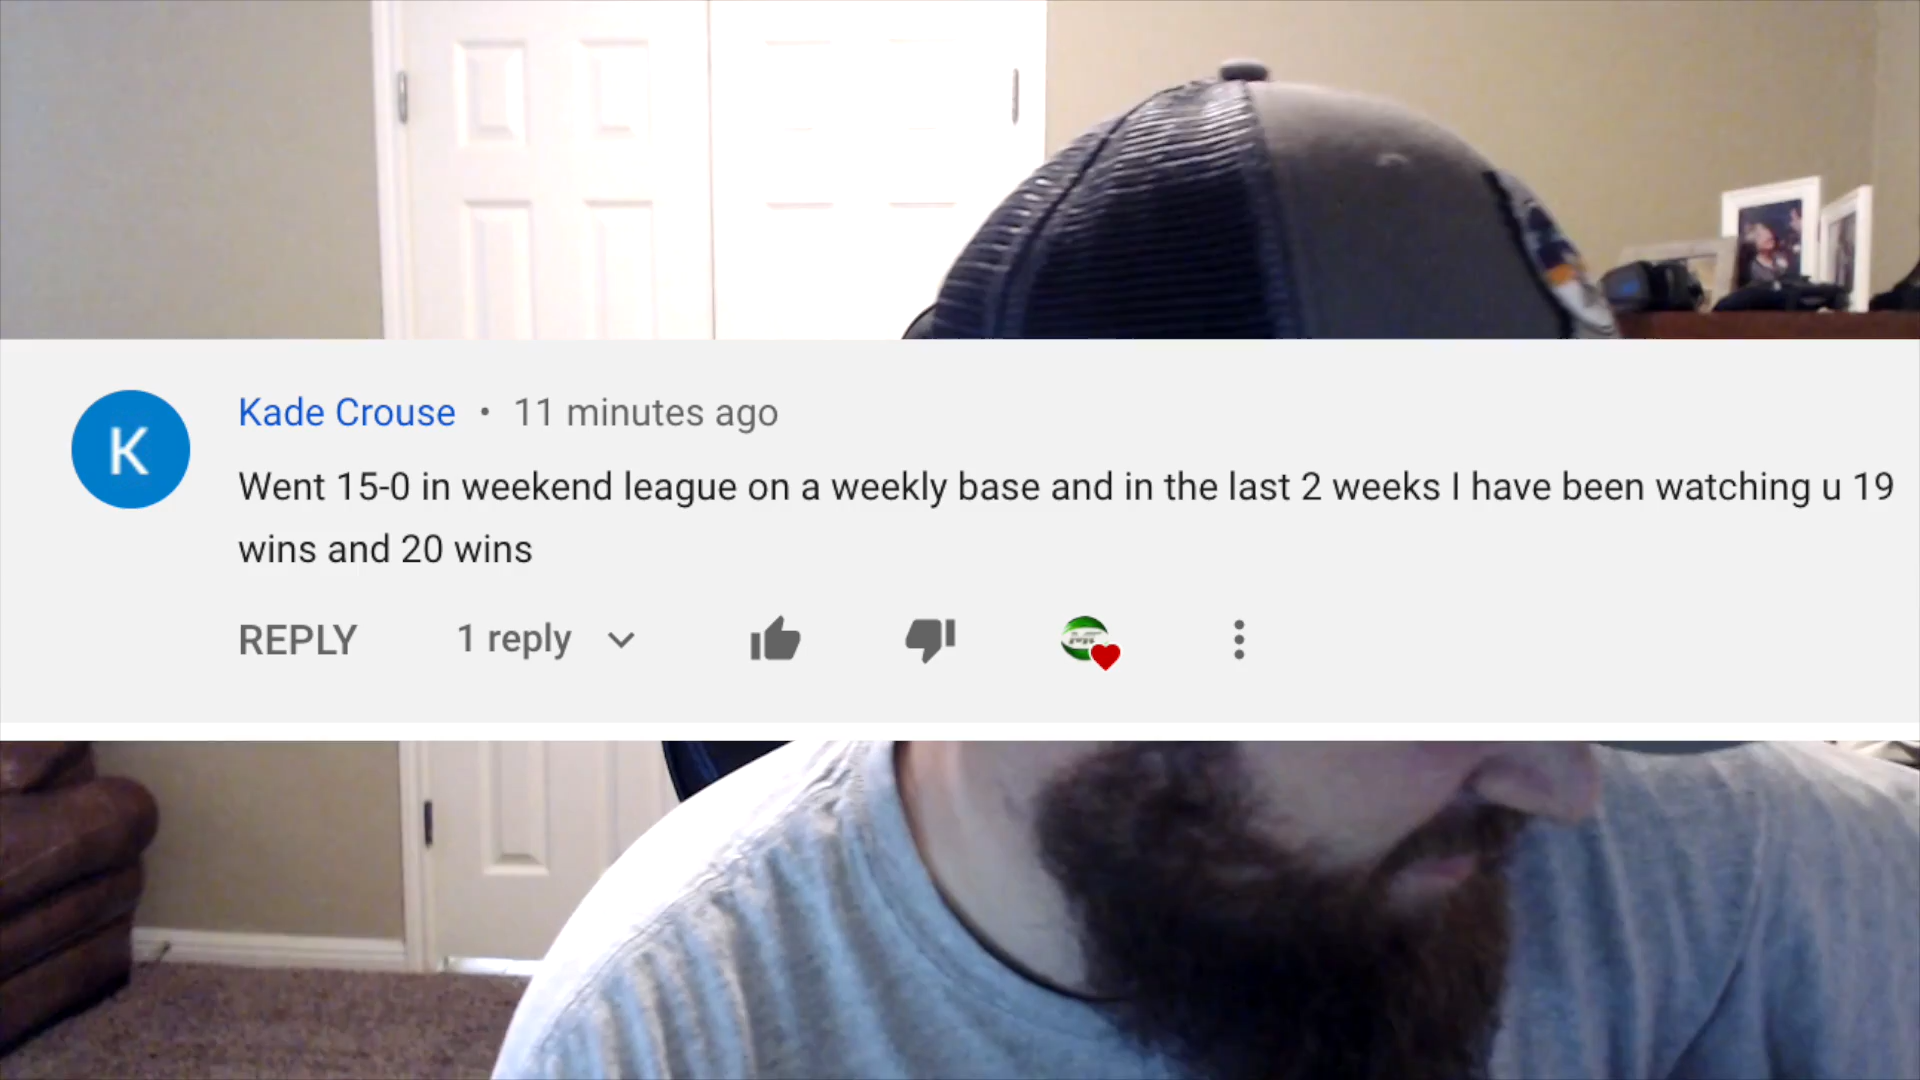 K
Kade Crouse • 11 minutes ago
Went 15-0 in weekend league on a weekly base and in the last 2 weeks I have been watching u 19
wins and 20 wins
REPLY 1 reply